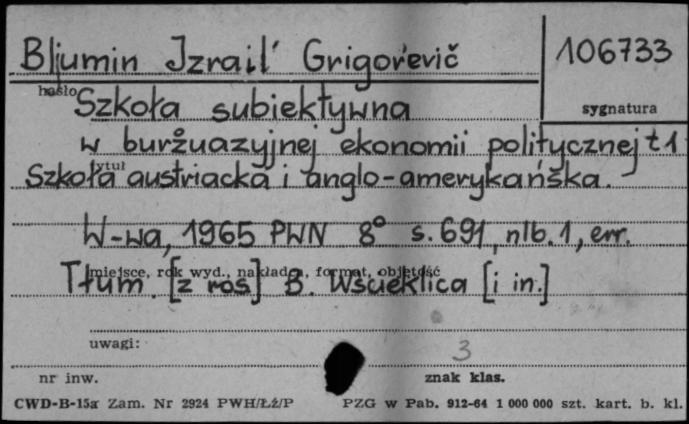 Bljumin Izrail' Grigor'evič
106733
hasło
Szkoła subiektywna
sygnatura
w burżuazyjnej ekonomii politycznej t 1
tytuł
Szkoła austriacka i anglo-amerykańska.
W-wa, 1965 PWN 8° s. 691, nlb. 1, err.
miejsce, rok wyd., nakładca, format, objętość
Tłum. [z ros] B. Wścieklica [i in.]
uwagi:
3
nr inw.
znak klas.
CWD-B-15a Zam. Nr 2924 PWH/Łż/P PZG w Pab. 912-64 1 000 000 szt. kart. b. kl.